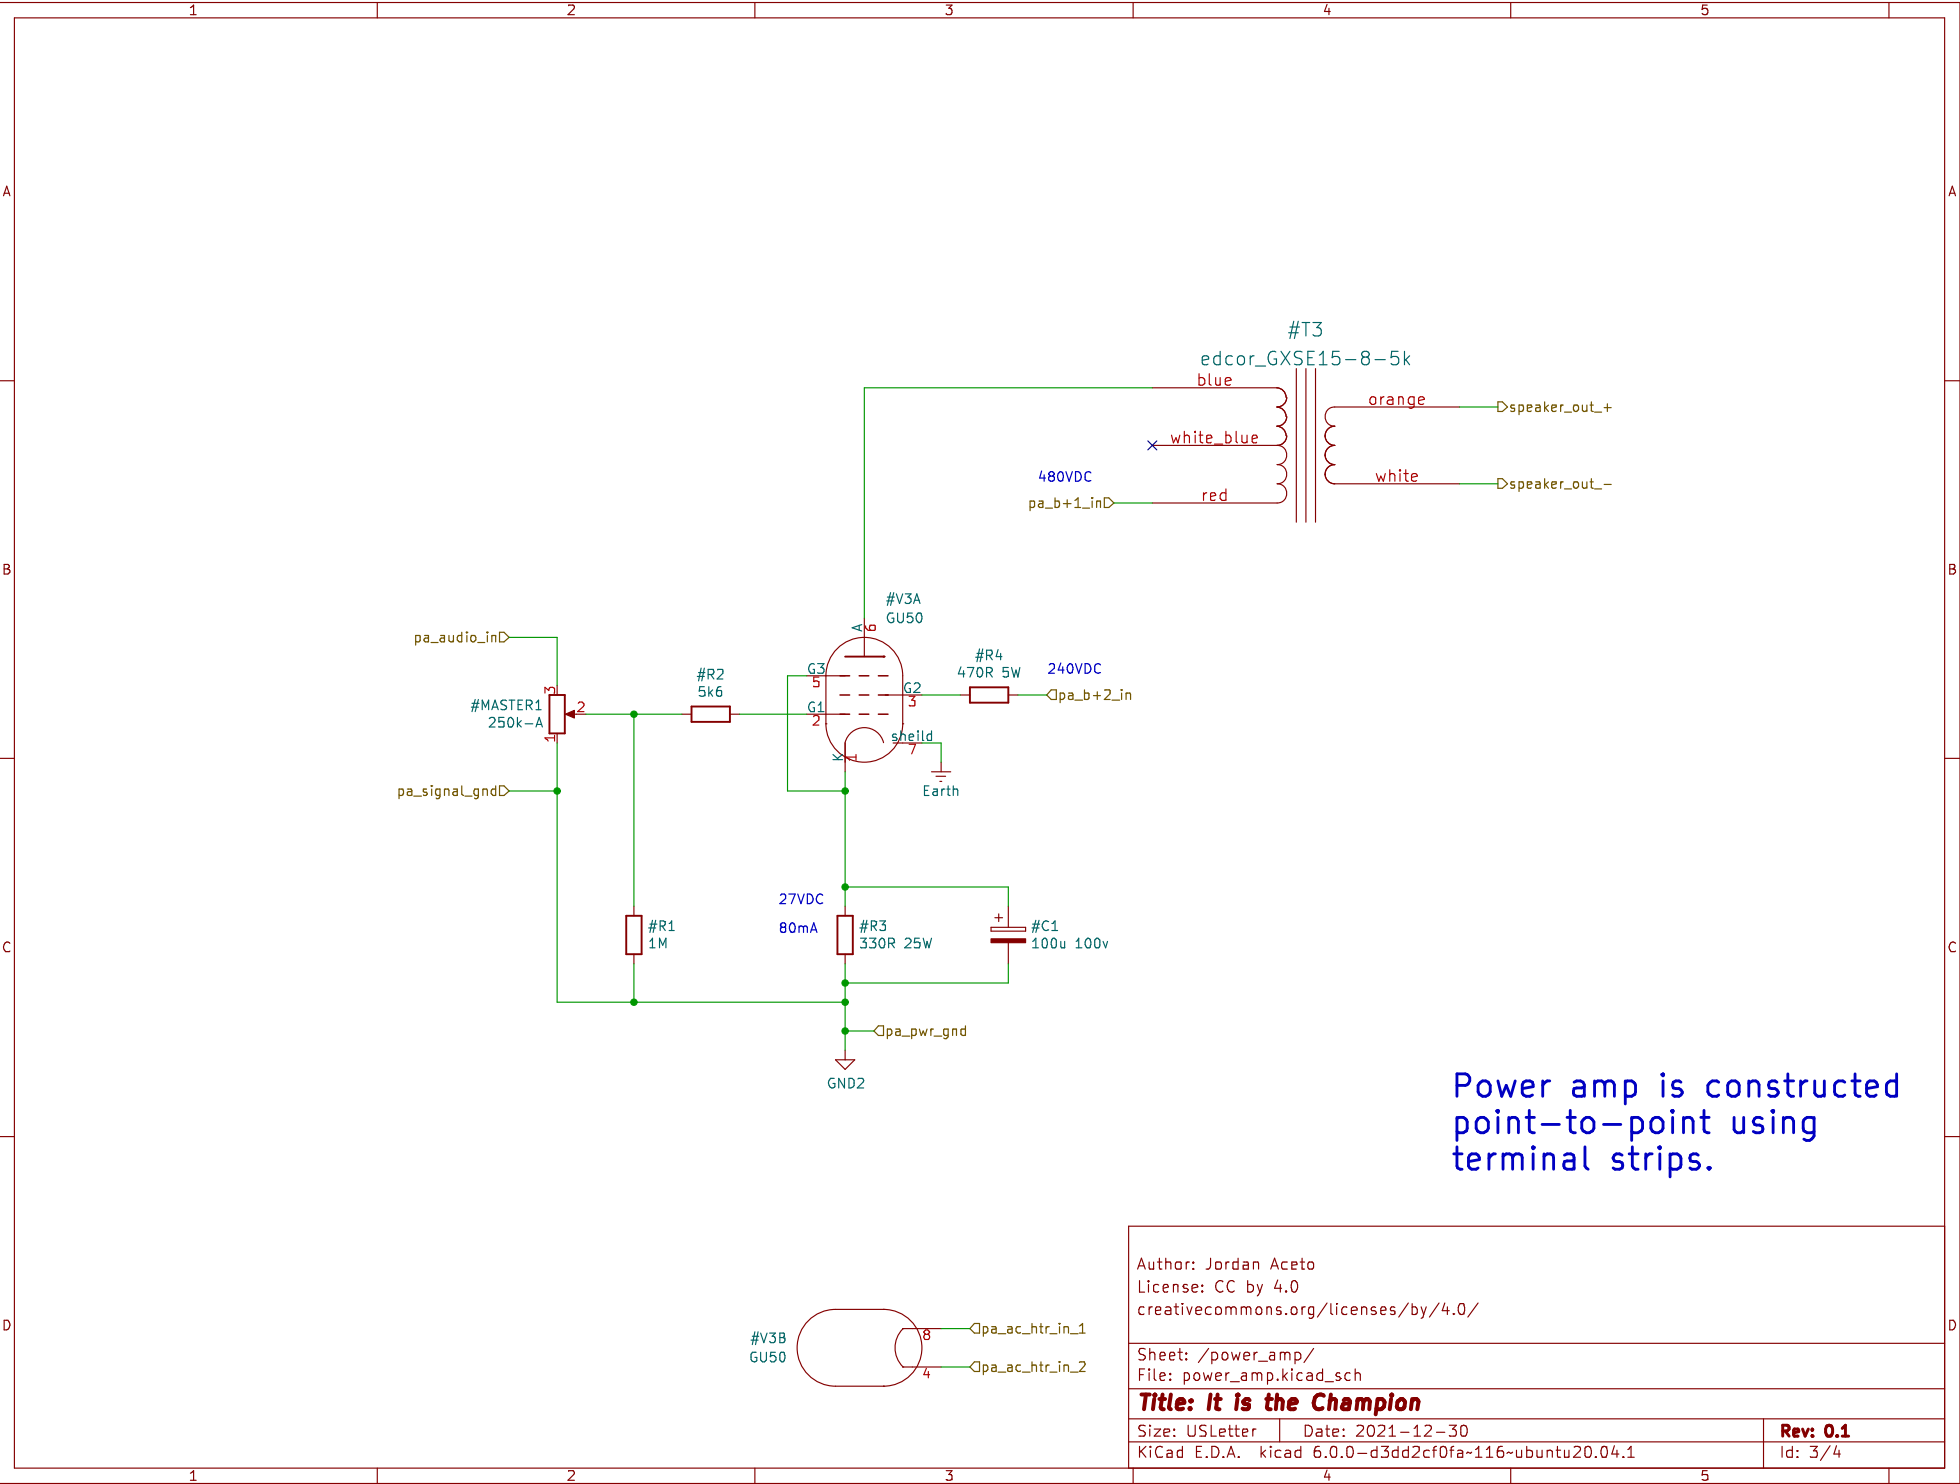 1 2 3 4 5
A A
#T3
edcor_GXSE15-8-5k
blue
orange
speaker_out_+
white_blue
480VDC
white
speaker_out_-
pa_b+1_in
red
B B
#V3A
GU50
A
6
pa_audio_in
#R4
470R 5W
240VDC
G3
5
#R2
5k6
G2
3
pa_b+2_in
3
#MASTER1
250k-A
2
1
G1
2
sheild
7
K
1
pa_signal_gnd
Earth
27VDC
80mA
#R1
1M
#R3
330R 25W
+
#C1
100u 100v
C C
pa_pwr_gnd
GND2
Power amp is constructed
point-to-point using
terminal strips.
Author: Jordan Aceto
License: CC by 4.0
creativecommons.org/licenses/by/4.0/
D D
#V3B
GU50
8
pa_ac_htr_in_1
4
pa_ac_htr_in_2
Sheet: /power_amp/
File: power_amp.kicad_sch
Title: It is the Champion
Size: USLetter Date: 2021-12-30 Rev: 0.1
KiCad E.D.A. kicad 6.0.0-d3dd2cf0fa~116~ubuntu20.04.1 Id: 3/4
1 2 3 4 5